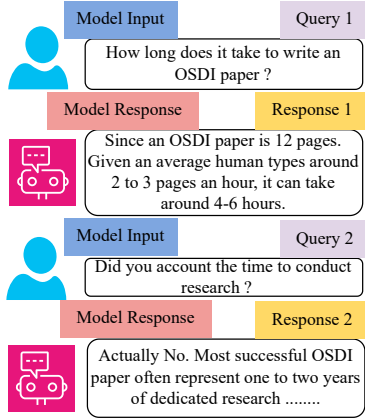 Model Input Query 1
How long does it take to write an
OSDI paper ?
Model Response Response 1
Since an OSDI paper is 12 pages.
Given an average human types around
2 to 3 pages an hour, it can take
around 4-6 hours.
Model Input Query 2
Did you account the time to conduct
research ?
Model Response Response 2
Actually No. Most successful OSDI
paper often represent one to two years
of dedicated research ........